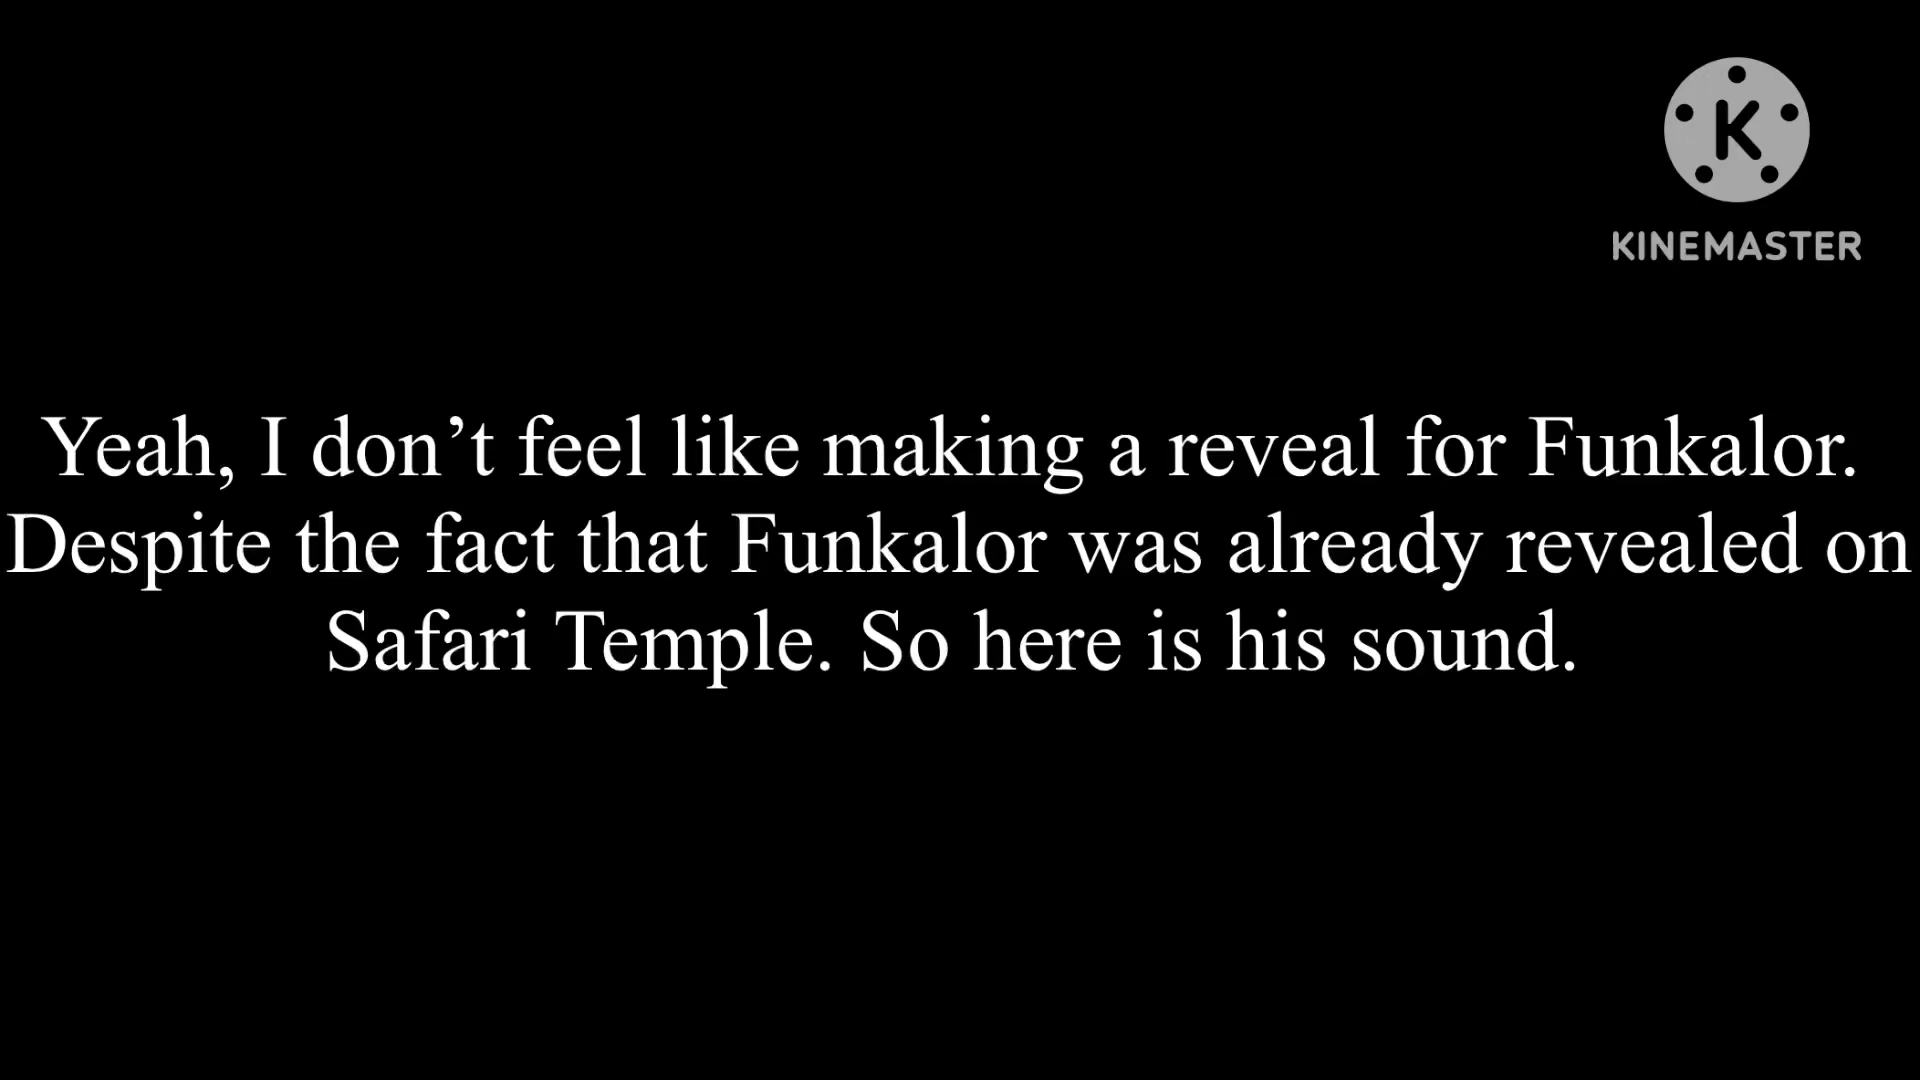 K
KINEMASTER
Yeah, I don’t feel like making a reveal for Funkalor.
Despite the fact that Funkalor was already revealed on
Safari Temple. So here is his sound.